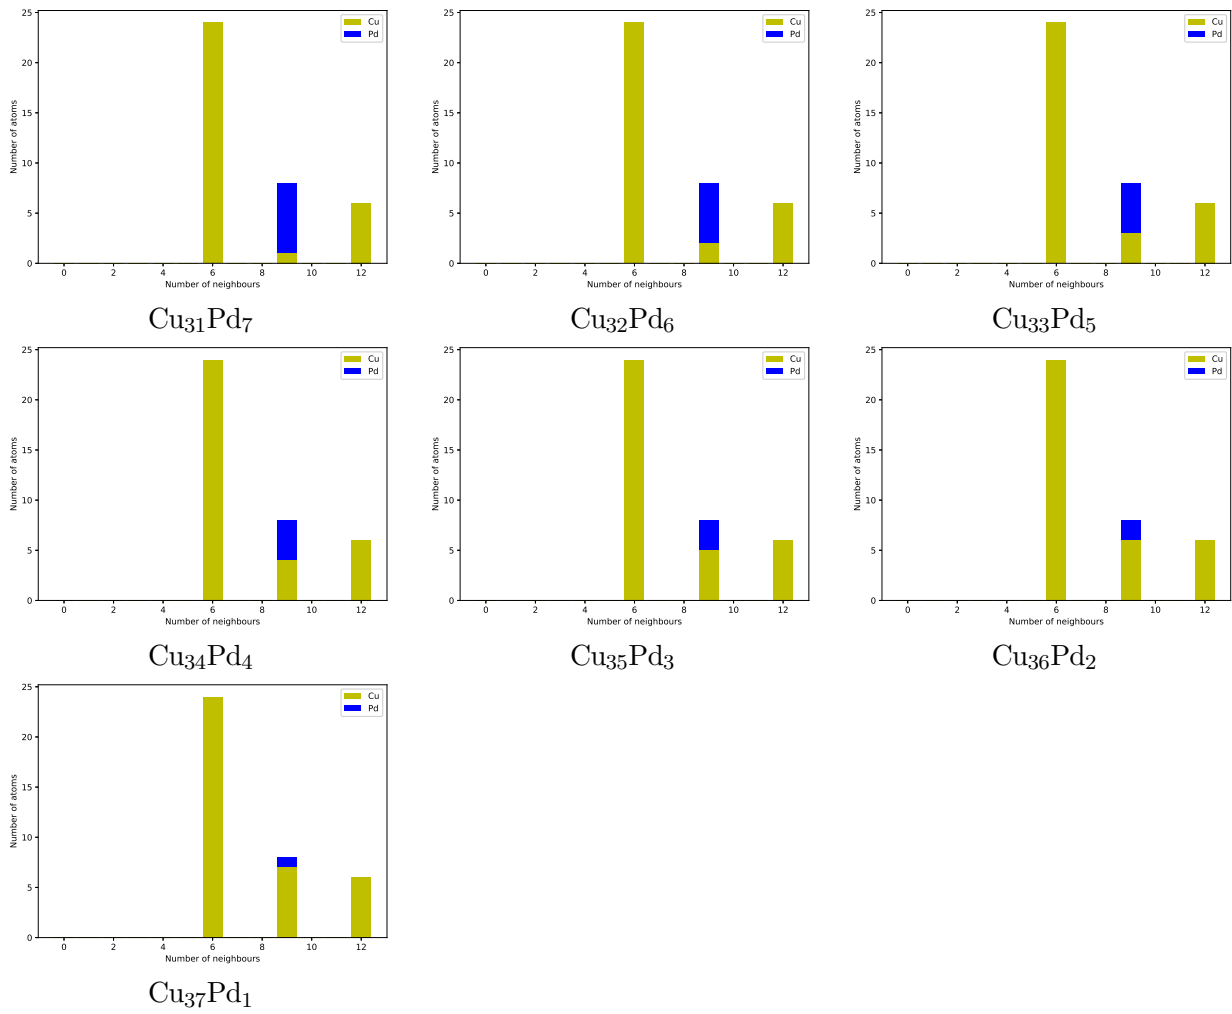 25
20
15
10
5
0
Number of atoms
Cu
Pd
0 2 4 6 8 10 12
Number of neighbours
Cu₃₁Pd₇
25
20
15
10
5
0
Number of atoms
Cu
Pd
0 2 4 6 8 10 12
Number of neighbours
Cu₃₂Pd₆
25
20
15
10
5
0
Number of atoms
Cu
Pd
0 2 4 6 8 10 12
Number of neighbours
Cu₃₃Pd₅
25
20
15
10
5
0
Number of atoms
Cu
Pd
0 2 4 6 8 10 12
Number of neighbours
Cu₃₄Pd₄
25
20
15
10
5
0
Number of atoms
Cu
Pd
0 2 4 6 8 10 12
Number of neighbours
Cu₃₅Pd₃
25
20
15
10
5
0
Number of atoms
Cu
Pd
0 2 4 6 8 10 12
Number of neighbours
Cu₃₆Pd₂
25
20
15
10
5
0
Number of atoms
Cu
Pd
0 2 4 6 8 10 12
Number of neighbours
Cu₃₇Pd₁